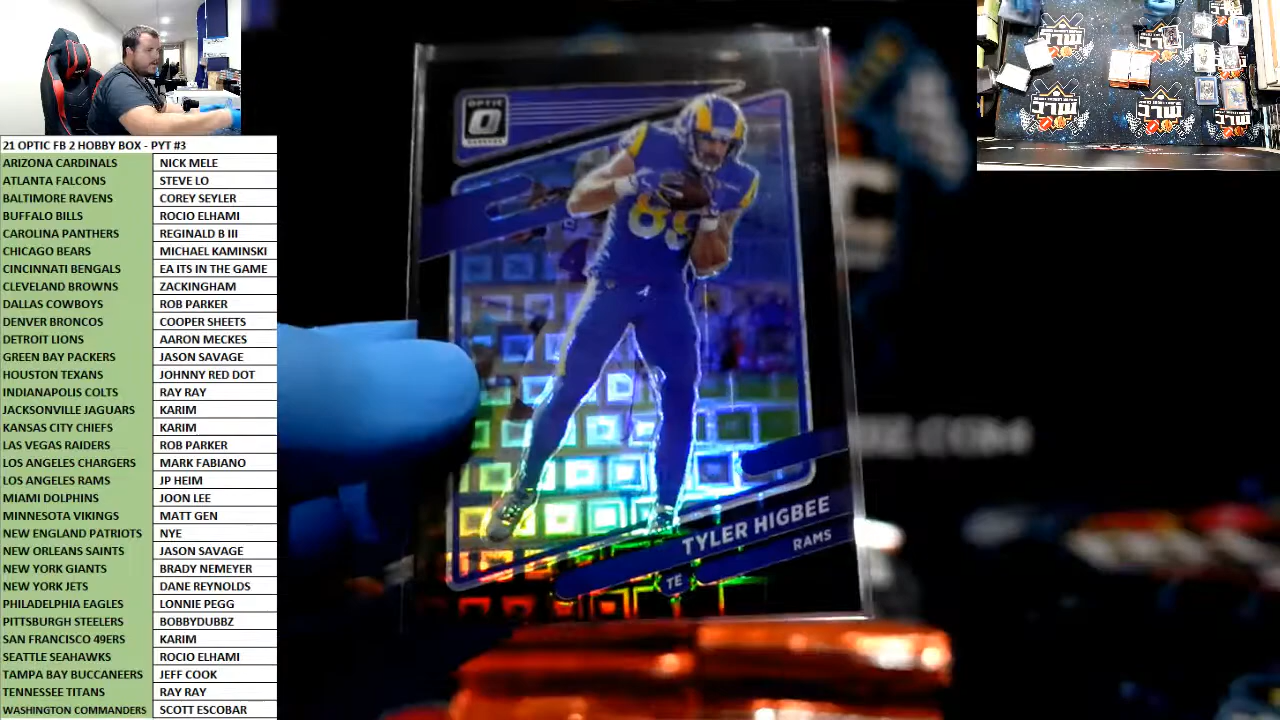 21 OPTIC FB 2 HOBBY BOX - PYT #3
ARIZONA CARDINALS NICK MELE
ATLANTA FALCONS STEVE LO
BALTIMORE RAVENS COREY SEYLER
BUFFALO BILLS ROCIO ELHAMI
CAROLINA PANTHERS REGINALD B III
CHICAGO BEARS MICHAEL KAMINSKI
CINCINNATI BENGALS EA ITS IN THE GAME
CLEVELAND BROWNS ZACKINGHAM
DALLAS COWBOYS ROB PARKER
DENVER BRONCOS COOPER SHEETS
DETROIT LIONS AARON MECKES
GREEN BAY PACKERS JASON SAVAGE
HOUSTON TEXANS JOHNNY RED DOT
INDIANAPOLIS COLTS RAY RAY
JACKSONVILLE JAGUARS KARIM
KANSAS CITY CHIEFS KARIM
LAS VEGAS RAIDERS ROB PARKER
LOS ANGELES CHARGERS MARK FABIANO
LOS ANGELES RAMS JP HEIM
MIAMI DOLPHINS JOON LEE
MINNESOTA VIKINGS MATT GEN
NEW ENGLAND PATRIOTS NYE
NEW ORLEANS SAINTS JASON SAVAGE
NEW YORK GIANTS BRADY NEMEYER
NEW YORK JETS DANE REYNOLDS
PHILADELPHIA EAGLES LONNIE PEGG
PITTSBURGH STEELERS BOBBYDUBBZ
SAN FRANCISCO 49ERS KARIM
SEATTLE SEAHAWKS ROCIO ELHAMI
TAMPA BAY BUCCANEERS JEFF COOK
TENNESSEE TITANS RAY RAY
WASHINGTON COMMANDERS SCOTT ESCOBAR
OPTIC
89
TYLER HIGBEE
RAMS
TE